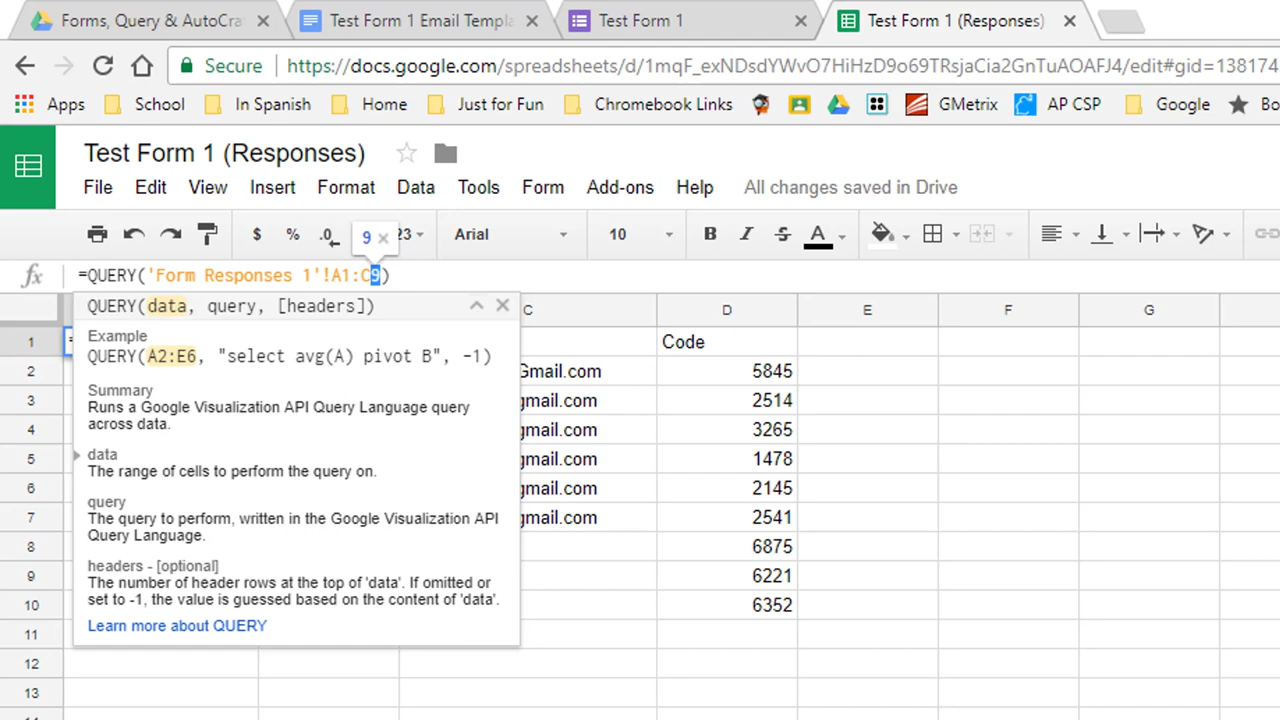 Forms, Query & AutoCra
Test Form 1 Email Templa
Test Form 1
Test Form 1 (Responses)
Secure
https://docs.google.com/spreadsheets/d/1mqF_exNDsdYWvO7HiHzD9o69TRsjaCia2GnTuAOAFJ4/edit#gid=138174
Apps School In Spanish Home Just for Fun Chromebook Links GMetrix AP CSP Google Bo
Test Form 1 (Responses)
File Edit View Insert Format Data Tools Form Add-ons Help All changes saved in Drive
$ % .0 9 × 23 Arial 10 B I S A
fx =QUERY('Form Responses 1'!A1:C9)
QUERY(data, query, [headers])
Example
QUERY(A2:E6, "select avg(A) pivot B", -1)
Summary
Runs a Google Visualization API Query Language query
across data.
data
The range of cells to perform the query on.
query
The query to perform, written in the Google Visualization API
Query Language.
headers - [optional]
The number of header rows at the top of 'data'. If omitted or
set to -1, the value is guessed based on the content of 'data'.
Learn more about QUERY
C D E F G
1 = Code
2 Gmail.com 5845
3 gmail.com 2514
4 gmail.com 3265
5 gmail.com 1478
6 gmail.com 2145
7 gmail.com 2541
8 6875
9 6221
10 6352
11
12
13